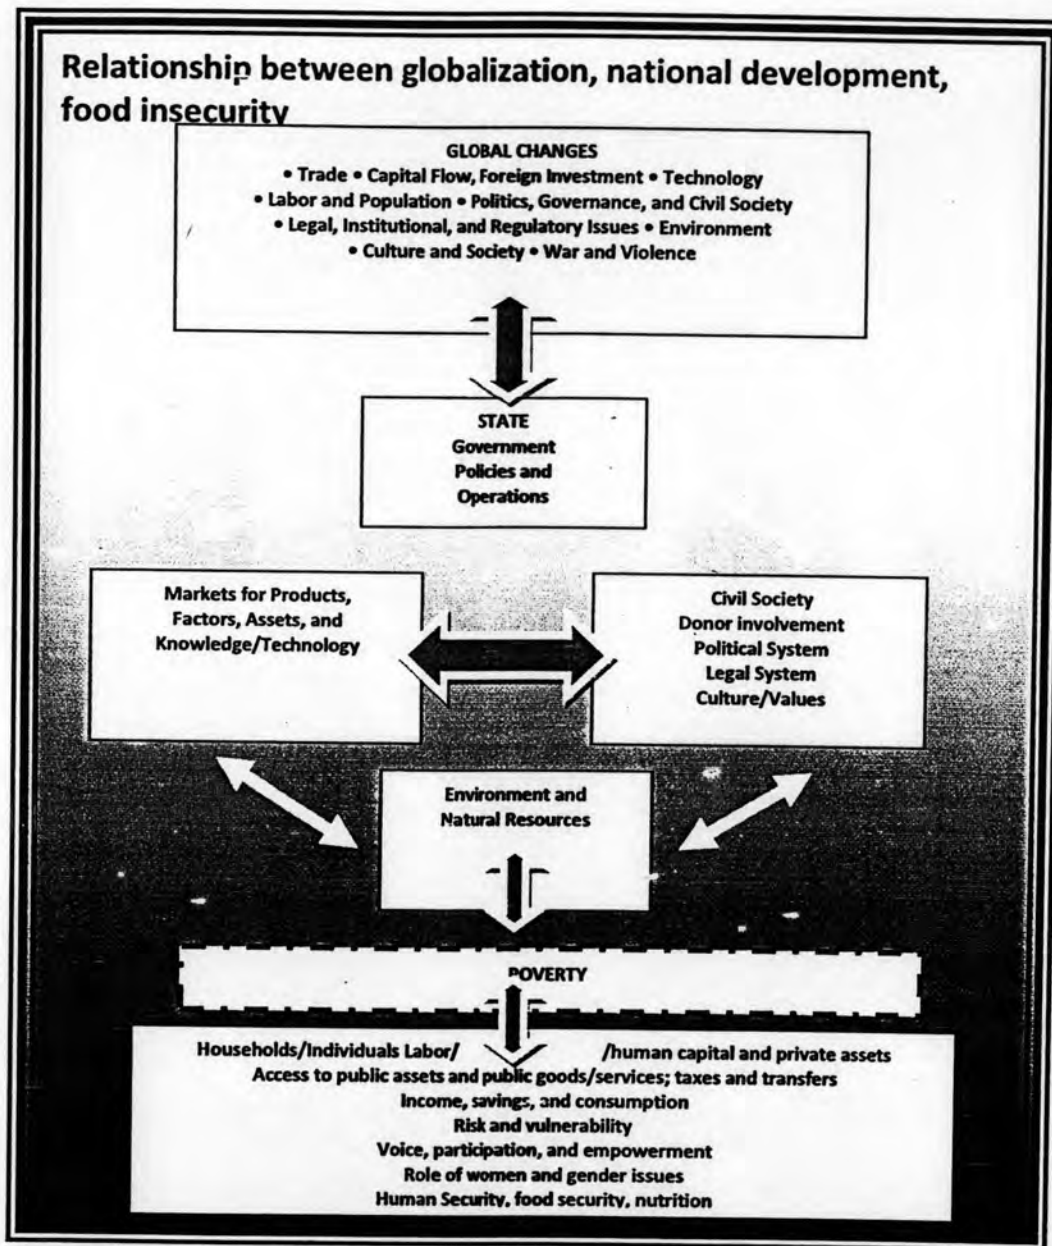 Relationship between globalization, national development,
food insecurity
GLOBAL CHANGES
• Trade • Capital Flow, Foreign Investment • Technology
• Labor and Population • Politics, Governance, and Civil Society
• Legal, Institutional, and Regulatory Issues • Environment
• Culture and Society • War and Violence
STATE
Government
Policies and
Operations
Markets for Products,
Factors, Assets, and
Knowledge/Technology
Civil Society
Donor involvement
Political System
Legal System
Culture/Values
Environment and
Natural Resources
POVERTY
Households/Individuals Labor/ /human capital and private assets
Access to public assets and public goods/services; taxes and transfers
Income, savings, and consumption
Risk and vulnerability
Voice, participation, and empowerment
Role of women and gender issues
Human Security, food security, nutrition